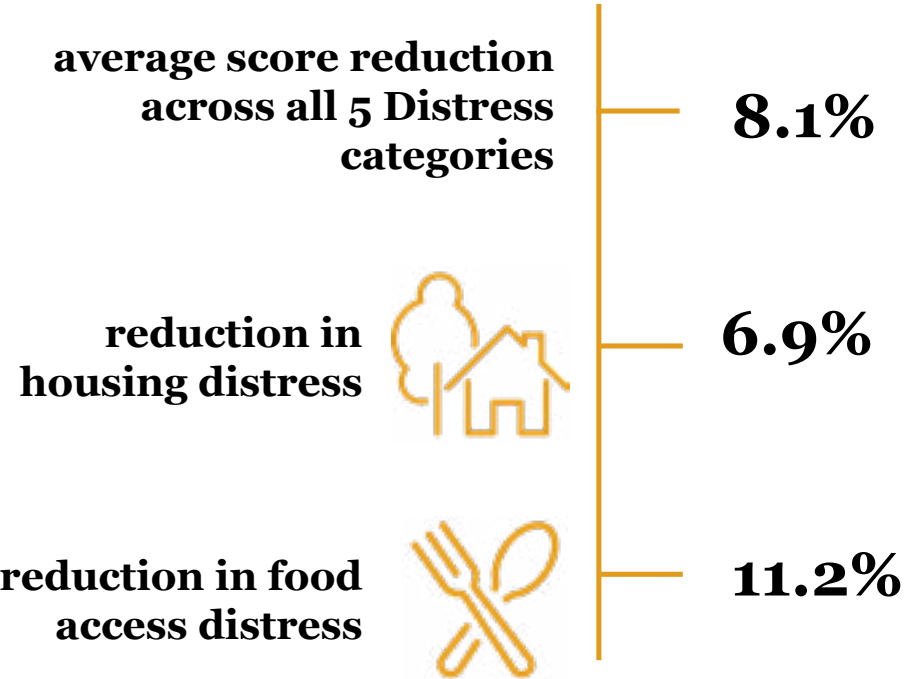 average score reduction
across all 5 Distress
categories
8.1%
reduction in
housing distress
6.9%
reduction in food
access distress
11.2%